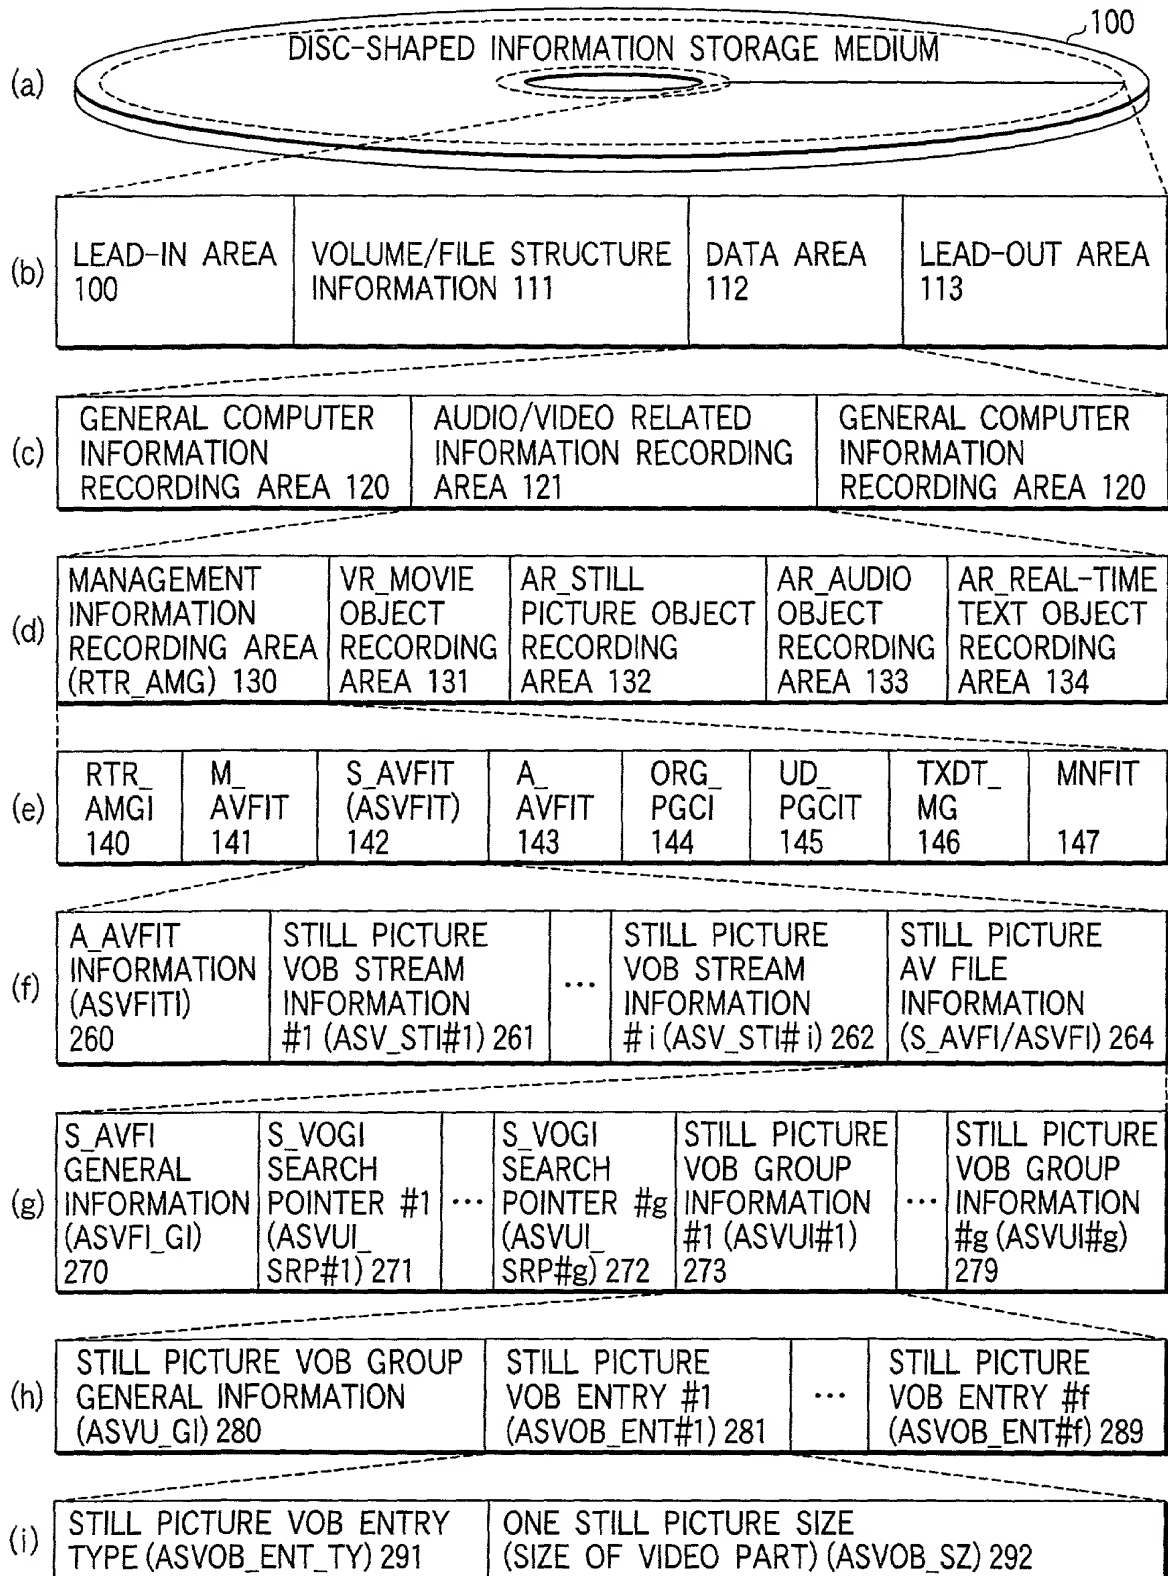 100
DISC-SHAPED INFORMATION STORAGE MEDIUM
(a)
(b)
LEAD-IN AREA
100
VOLUME/FILE STRUCTURE
INFORMATION 111
DATA AREA
112
LEAD-OUT AREA
113
(c)
GENERAL COMPUTER
INFORMATION
RECORDING AREA 120
AUDIO/VIDEO RELATED
INFORMATION RECORDING
AREA 121
GENERAL COMPUTER
INFORMATION
RECORDING AREA 120
(d)
MANAGEMENT
INFORMATION
RECORDING AREA
(RTR_AMG) 130
VR_MOVIE
OBJECT
RECORDING
AREA 131
AR_STILL
PICTURE OBJECT
RECORDING
AREA 132
AR_AUDIO
OBJECT
RECORDING
AREA 133
AR_REAL-TIME
TEXT OBJECT
RECORDING
AREA 134
(e)
RTR_
AMGI
140
M_
AVFIT
141
S_AVFIT
(ASVFIT)
142
A_
AVFIT
143
ORG_
PGCI
144
UD_
PGCIT
145
TXDT_
MG
146
MNFIT
147
(f)
A_AVFIT
INFORMATION
(ASVFITI)
260
STILL PICTURE
VOB STREAM
INFORMATION
#1 (ASV_STI#1) 261
...
STILL PICTURE
VOB STREAM
INFORMATION
#i (ASV_STI#i) 262
STILL PICTURE
AV FILE
INFORMATION
(S_AVFI/ASVFI) 264
(g)
S_AVFI
GENERAL
INFORMATION
(ASVFI_GI)
270
S_VOGI
SEARCH
POINTER #1
(ASVUI_
SRP#1) 271
...
S_VOGI
SEARCH
POINTER #g
(ASVUI_
SRP#g) 272
STILL PICTURE
VOB GROUP
INFORMATION
#1 (ASVUI#1)
273
...
STILL PICTURE
VOB GROUP
INFORMATION
#g (ASVUI#g)
279
(h)
STILL PICTURE VOB GROUP
GENERAL INFORMATION
(ASVU_GI) 280
STILL PICTURE
VOB ENTRY #1
(ASVOB_ENT#1) 281
...
STILL PICTURE
VOB ENTRY #f
(ASVOB_ENT#f) 289
(i)
STILL PICTURE VOB ENTRY
TYPE (ASVOB_ENT_TY) 291
ONE STILL PICTURE SIZE
(SIZE OF VIDEO PART) (ASVOB_SZ) 292